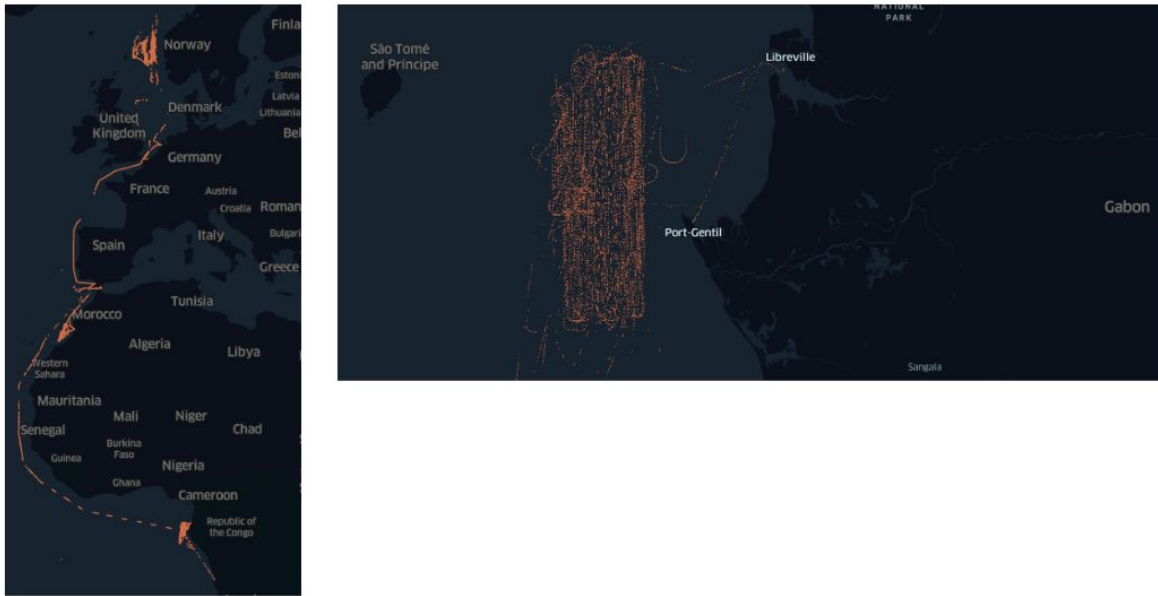 Finla
Norway
Estoni
Latvia
Denmark
Lithuania
United
Kingdom
Bel
Germany
France
Austria
Croatia
Roman
Spain
Italy
Bulgari
Greece
Tunisia
Morocco
Algeria
Libya
Western
Sahara
Mauritania
Mali
Niger
Chad
Senegal
Guinea
Burkina
Faso
Nigeria
Ghana
Cameroon
Republic of
the Congo
NATIONAL
PARK
São Tomé
and Príncipe
Libreville
Port-Gentil
Gabon
Sangala